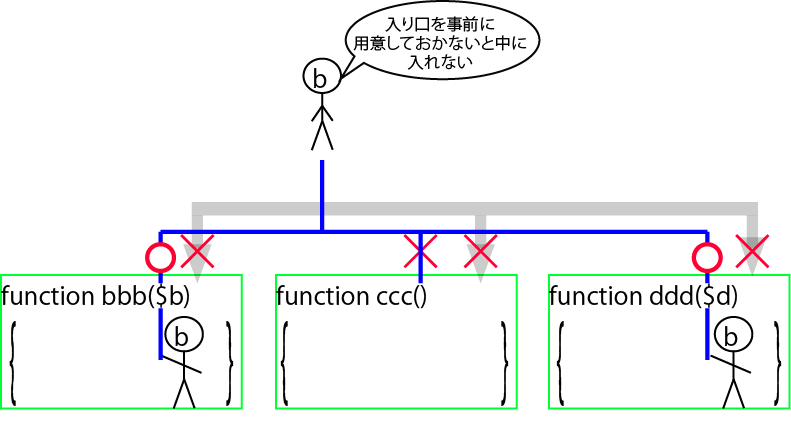 入り口を事前に
用意しておかないと中に
入れない
b
function bbb($b)
function ccc()
function ddd($d)
{ b }
{ }
{ b }